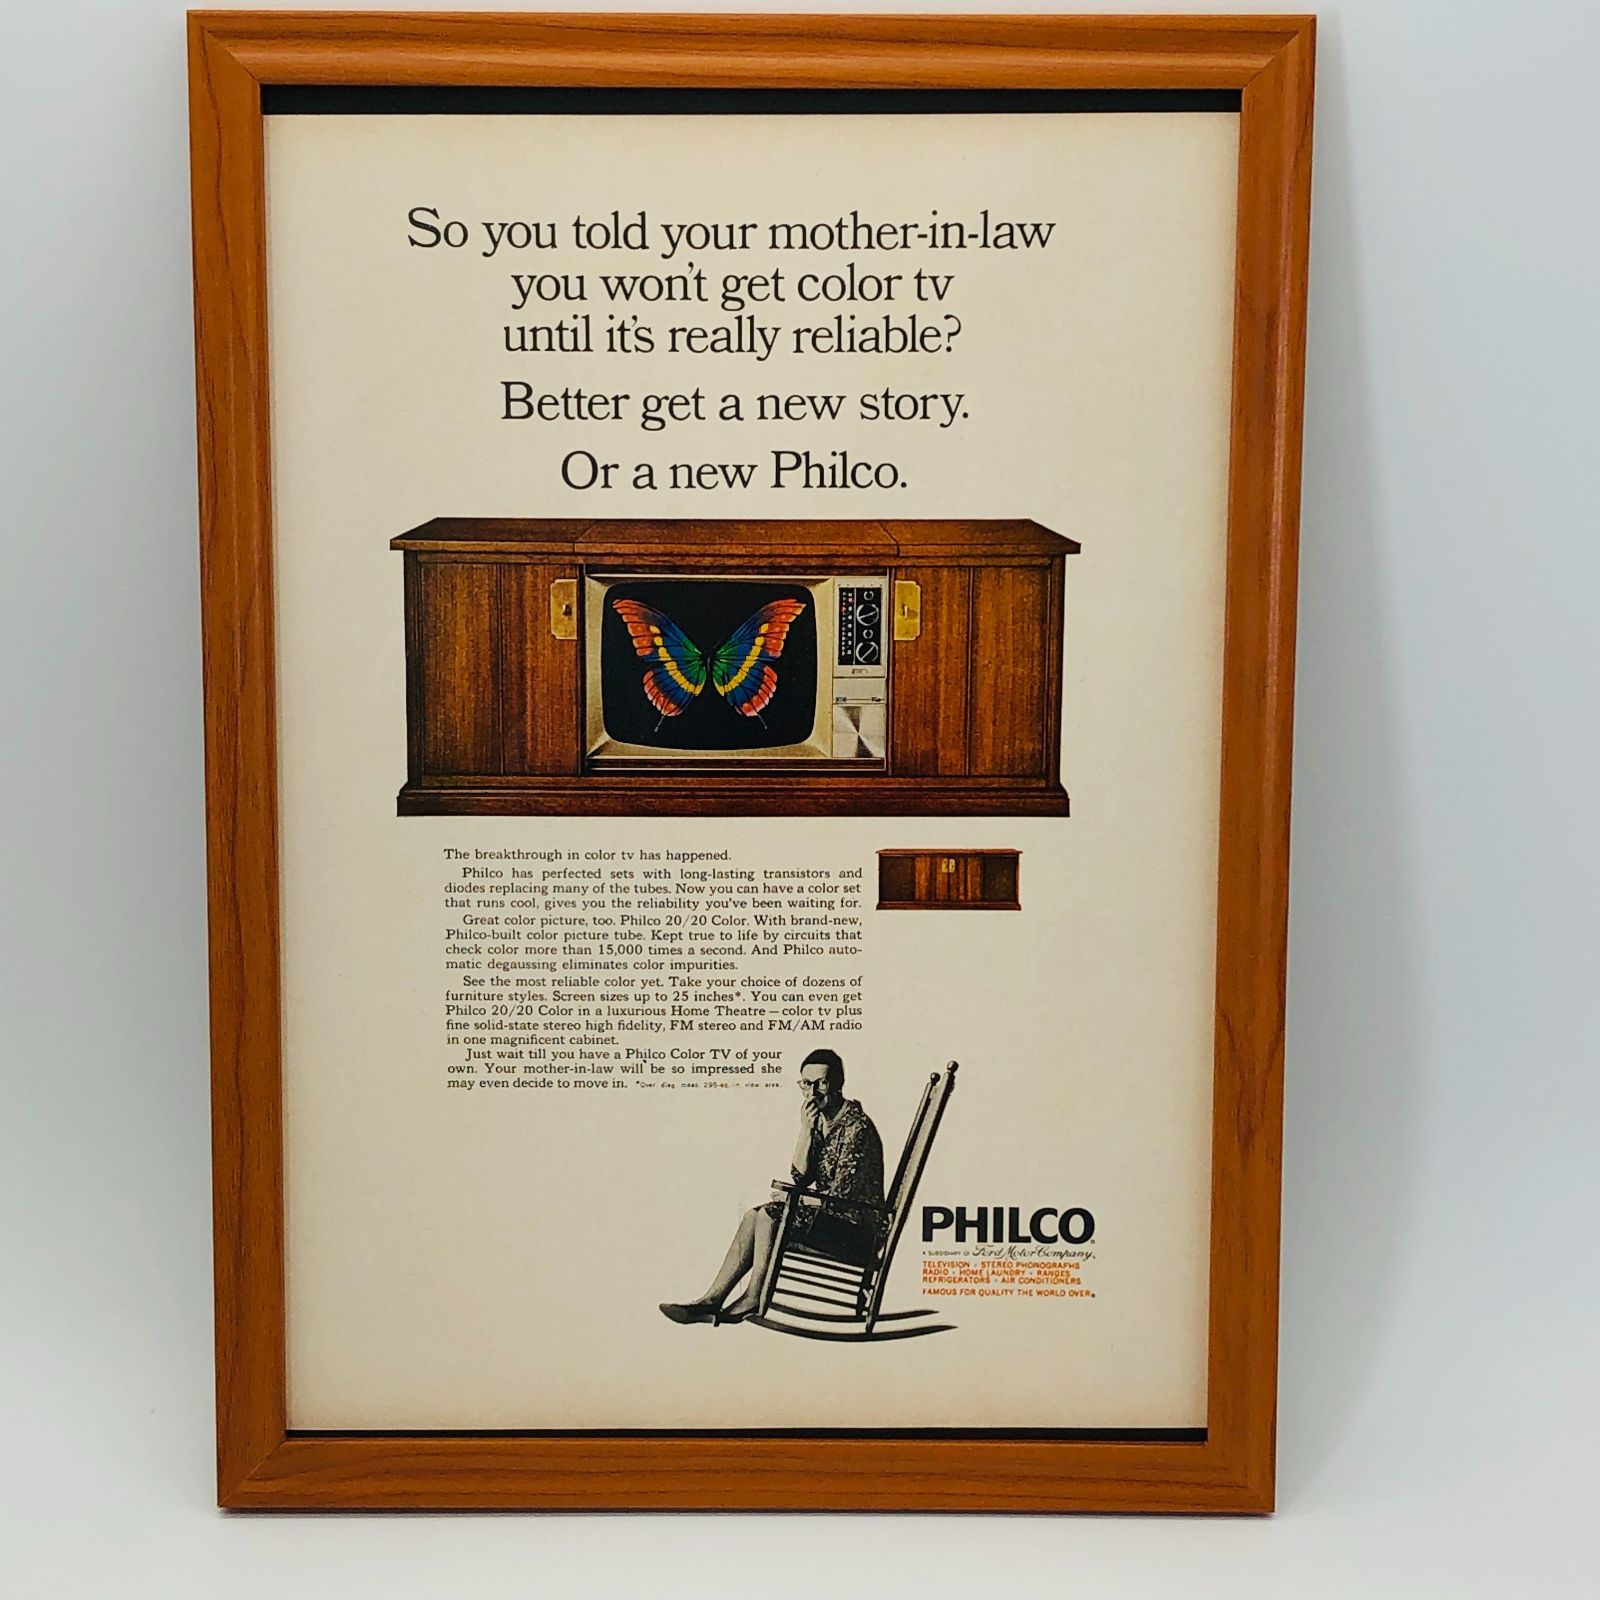 So you told your mother-in-law
you won't get color tv
until it's really reliable?
Better get a new story.
Or a new Philco.
The breakthrough in color tv has happened.
Philco has perfected sets with long-lasting transistors and
diodes replacing many of the tubes. Now you can have a color set
that runs cool, gives you the reliability you've been waiting for.
Great color picture, too. Philco 20/20 Color. With brand-new,
Philco-built color picture tube. Kept true to life by circuits that
check color more than 15,000 times a second. And Philco auto-
matic degaussing eliminates color impurities.
See the most reliable color yet. Take your choice of dozens of
furniture styles. Screen sizes up to 25 inches*. You can even get
Philco 20/20 Color in a luxurious Home Theatre — color tv plus
fine solid-state stereo high fidelity, FM stereo and FM/AM radio
in one magnificent cabinet.
Just wait till you have a Philco Color TV of your
own. Your mother-in-law will be so impressed she
may even decide to move in. *Over diag. meas. 295-sq. in. view area.
PHILCO®
A SUBSIDIARY OF Ford Motor Company,
TELEVISION • STEREO PHONOGRAPHS
RADIO • HOME LAUNDRY • RANGES
REFRIGERATORS • AIR CONDITIONERS
FAMOUS FOR QUALITY THE WORLD OVER®